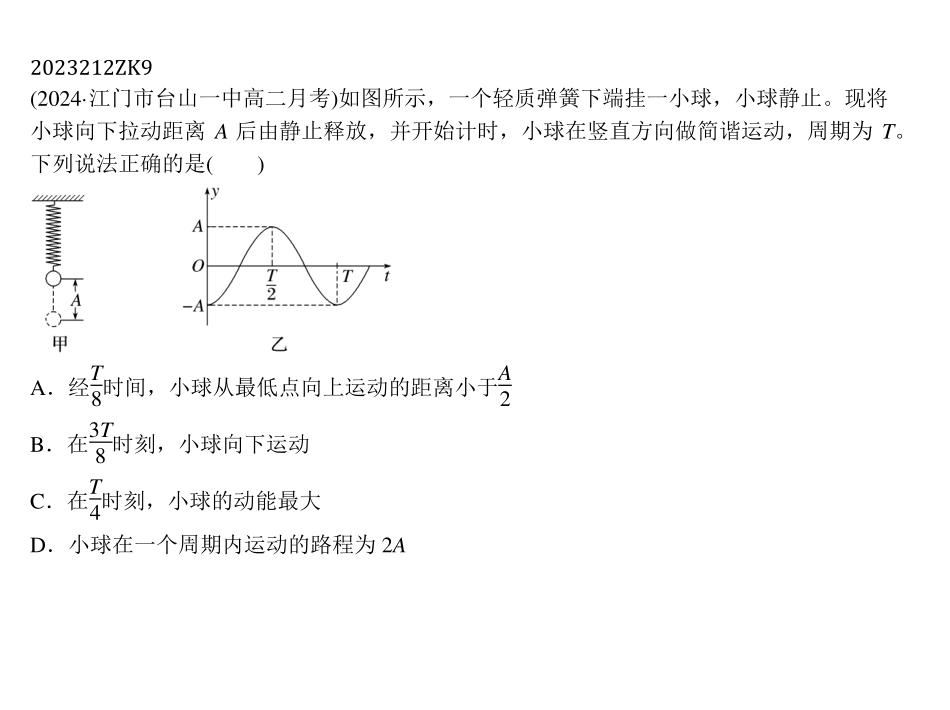 2023212ZK9
(2024·江门市台山一中高二月考)如图所示，一个轻质弹簧下端挂一小球，小球静止。现将
小球向下拉动距离 A 后由静止释放，并开始计时，小球在竖直方向做简谐运动，周期为 T。
下列说法正确的是(　　)
y
A
O
T/2
T
t
－A
A
甲
乙
A．经T/8时间，小球从最低点向上运动的距离小于A/2
B．在3T/8时刻，小球向下运动
C．在T/4时刻，小球的动能最大
D．小球在一个周期内运动的路程为 2A